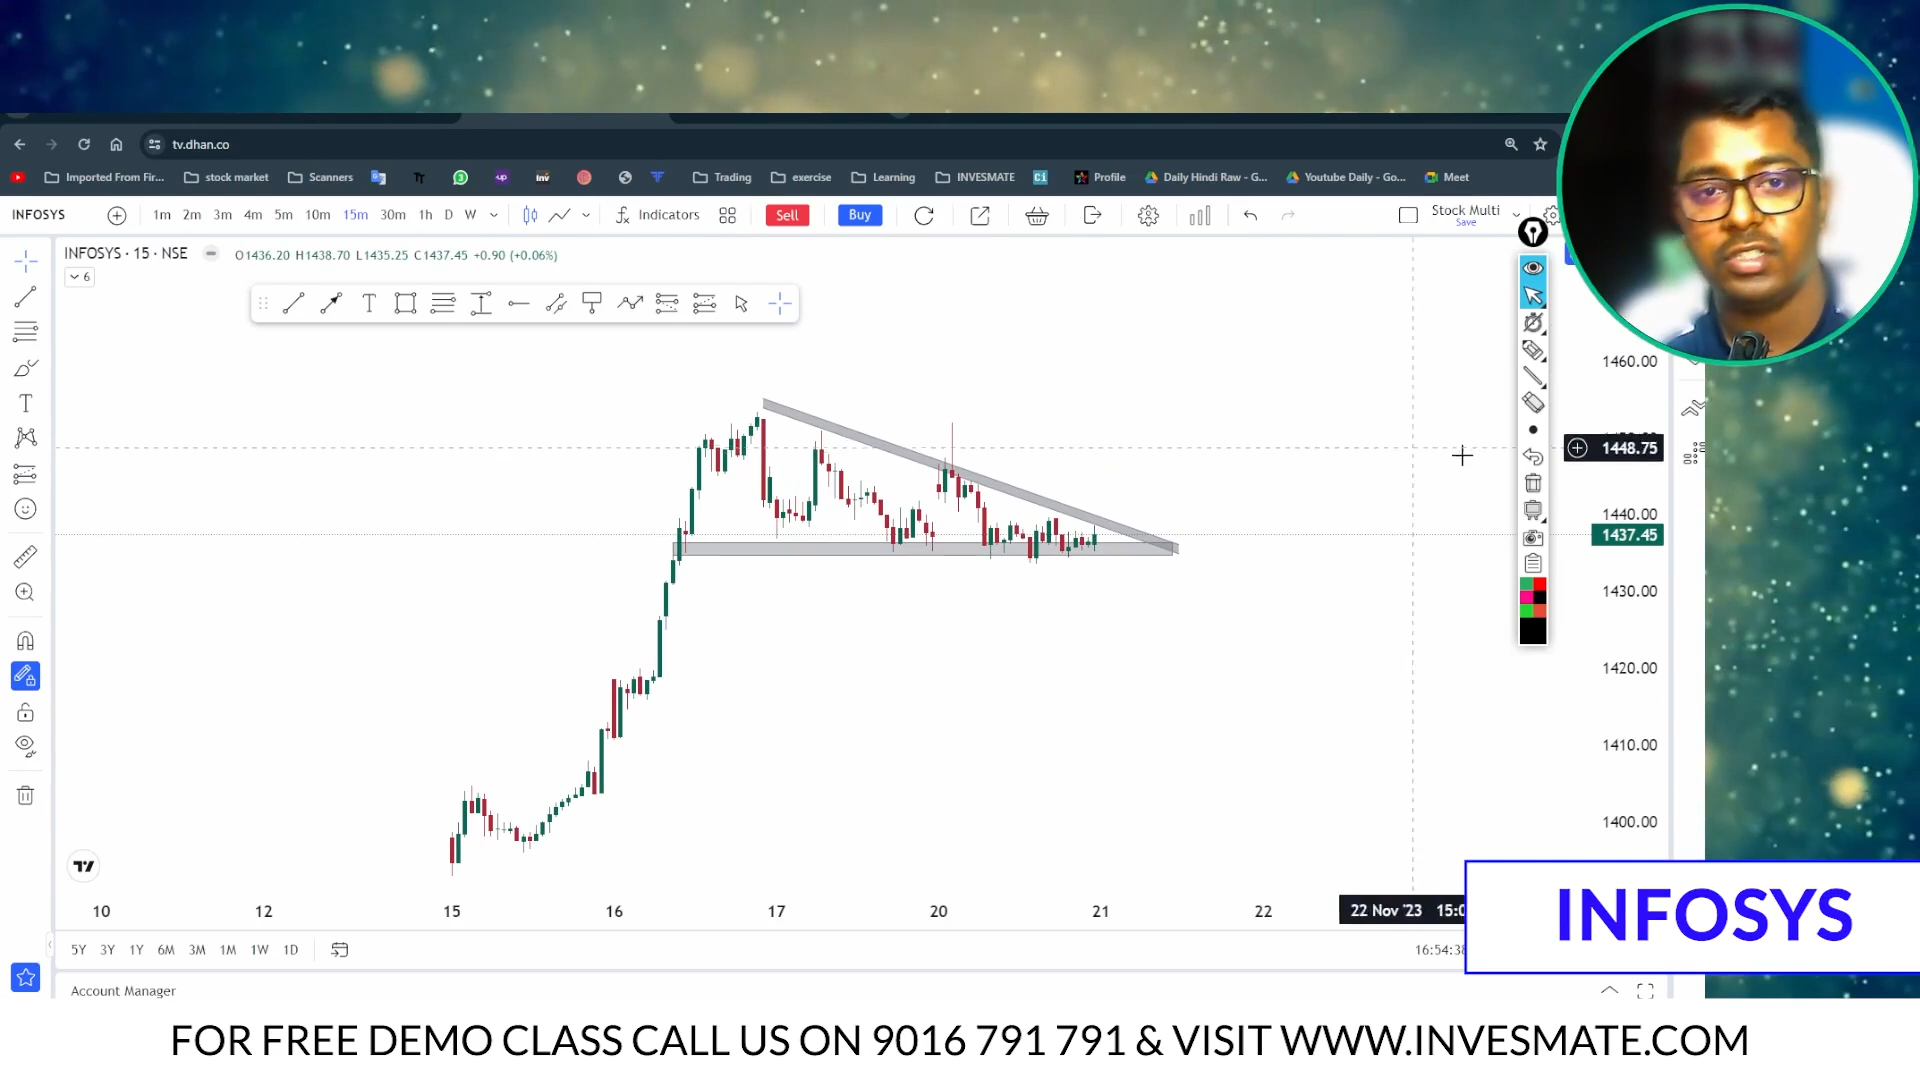 tv.dhan.co
Imported From Fir... stock market Scanners Trading exercise Learning INVESMATE Profile Daily Hindi Raw - G... Youtube Daily - Go... Meet
INFOSYS 1m 2m 3m 4m 5m 10m 15m 30m 1h D W Indicators Sell Buy Stock Multi
Save
INFOSYS · 15 · NSE O1436.20 H1438.70 L1435.25 C1437.45 +0.90 (+0.06%)
6
1460.00
1448.75
1440.00
1437.45
1430.00
1420.00
1410.00
1400.00
10 12 15 16 17 20 21 22 22 Nov '23
INFOSYS
5Y 3Y 1Y 6M 3M 1M 1W 1D
Account Manager
FOR FREE DEMO CLASS CALL US ON 9016 791 791 & VISIT WWW.INVESMATE.COM